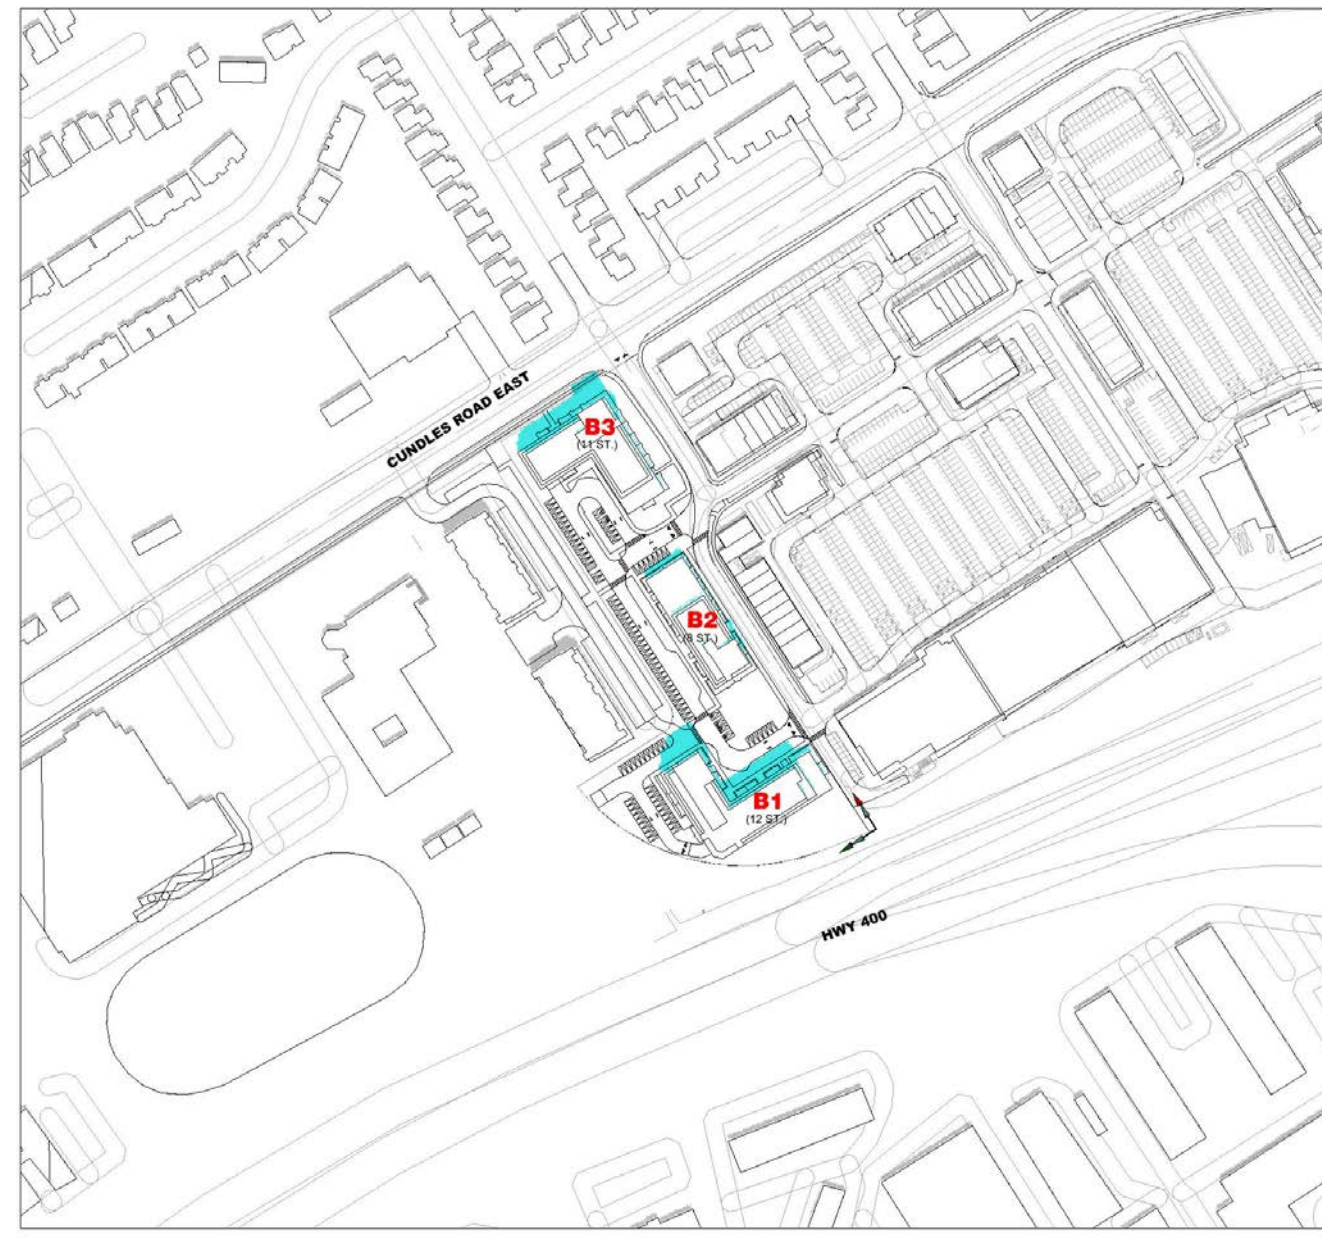 CUNDLES ROAD EAST
B3
(11 ST.)
B2
(8 ST.)
B1
(12 ST.)
HWY 400